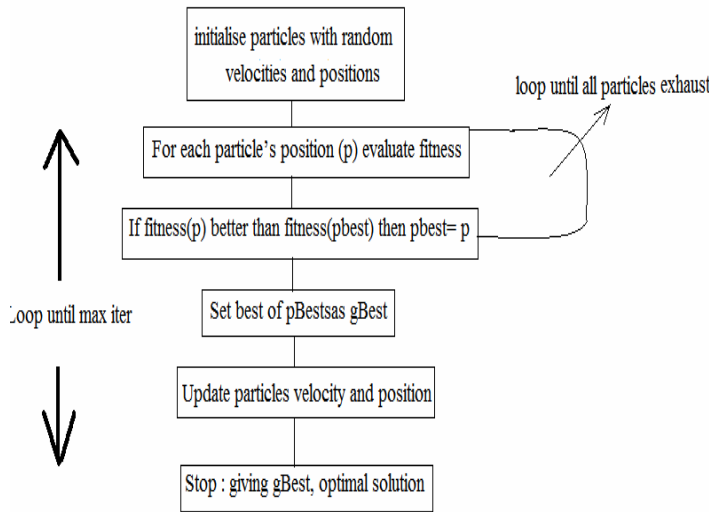 initialise particles with random
velocities and positions
loop until all particles exhaust
For each particle's position (p) evaluate fitness
If fitness(p) better than fitness(pbest) then pbest= p
Set best of pBestsas gBest
Loop until max iter
Update particles velocity and position
Stop : giving gBest, optimal solution